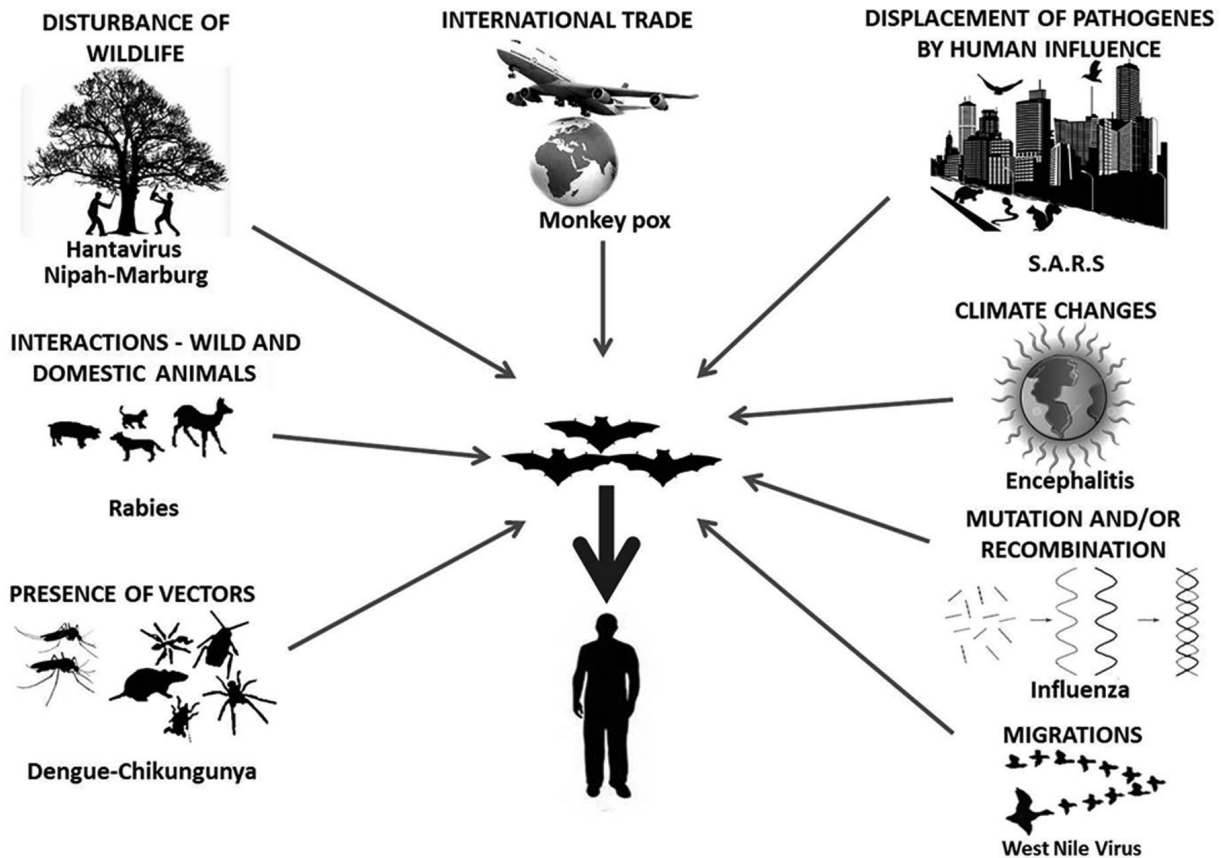 DISTURBANCE OF
WILDLIFE
Hantavirus
Nipah-Marburg
INTERNATIONAL TRADE
Monkey pox
DISPLACEMENT OF PATHOGENES
BY HUMAN INFLUENCE
S.A.R.S
INTERACTIONS - WILD AND
DOMESTIC ANIMALS
Rabies
CLIMATE CHANGES
Encephalitis
PRESENCE OF VECTORS
Dengue-Chikungunya
MUTATION AND/OR
RECOMBINATION
Influenza
MIGRATIONS
West Nile Virus